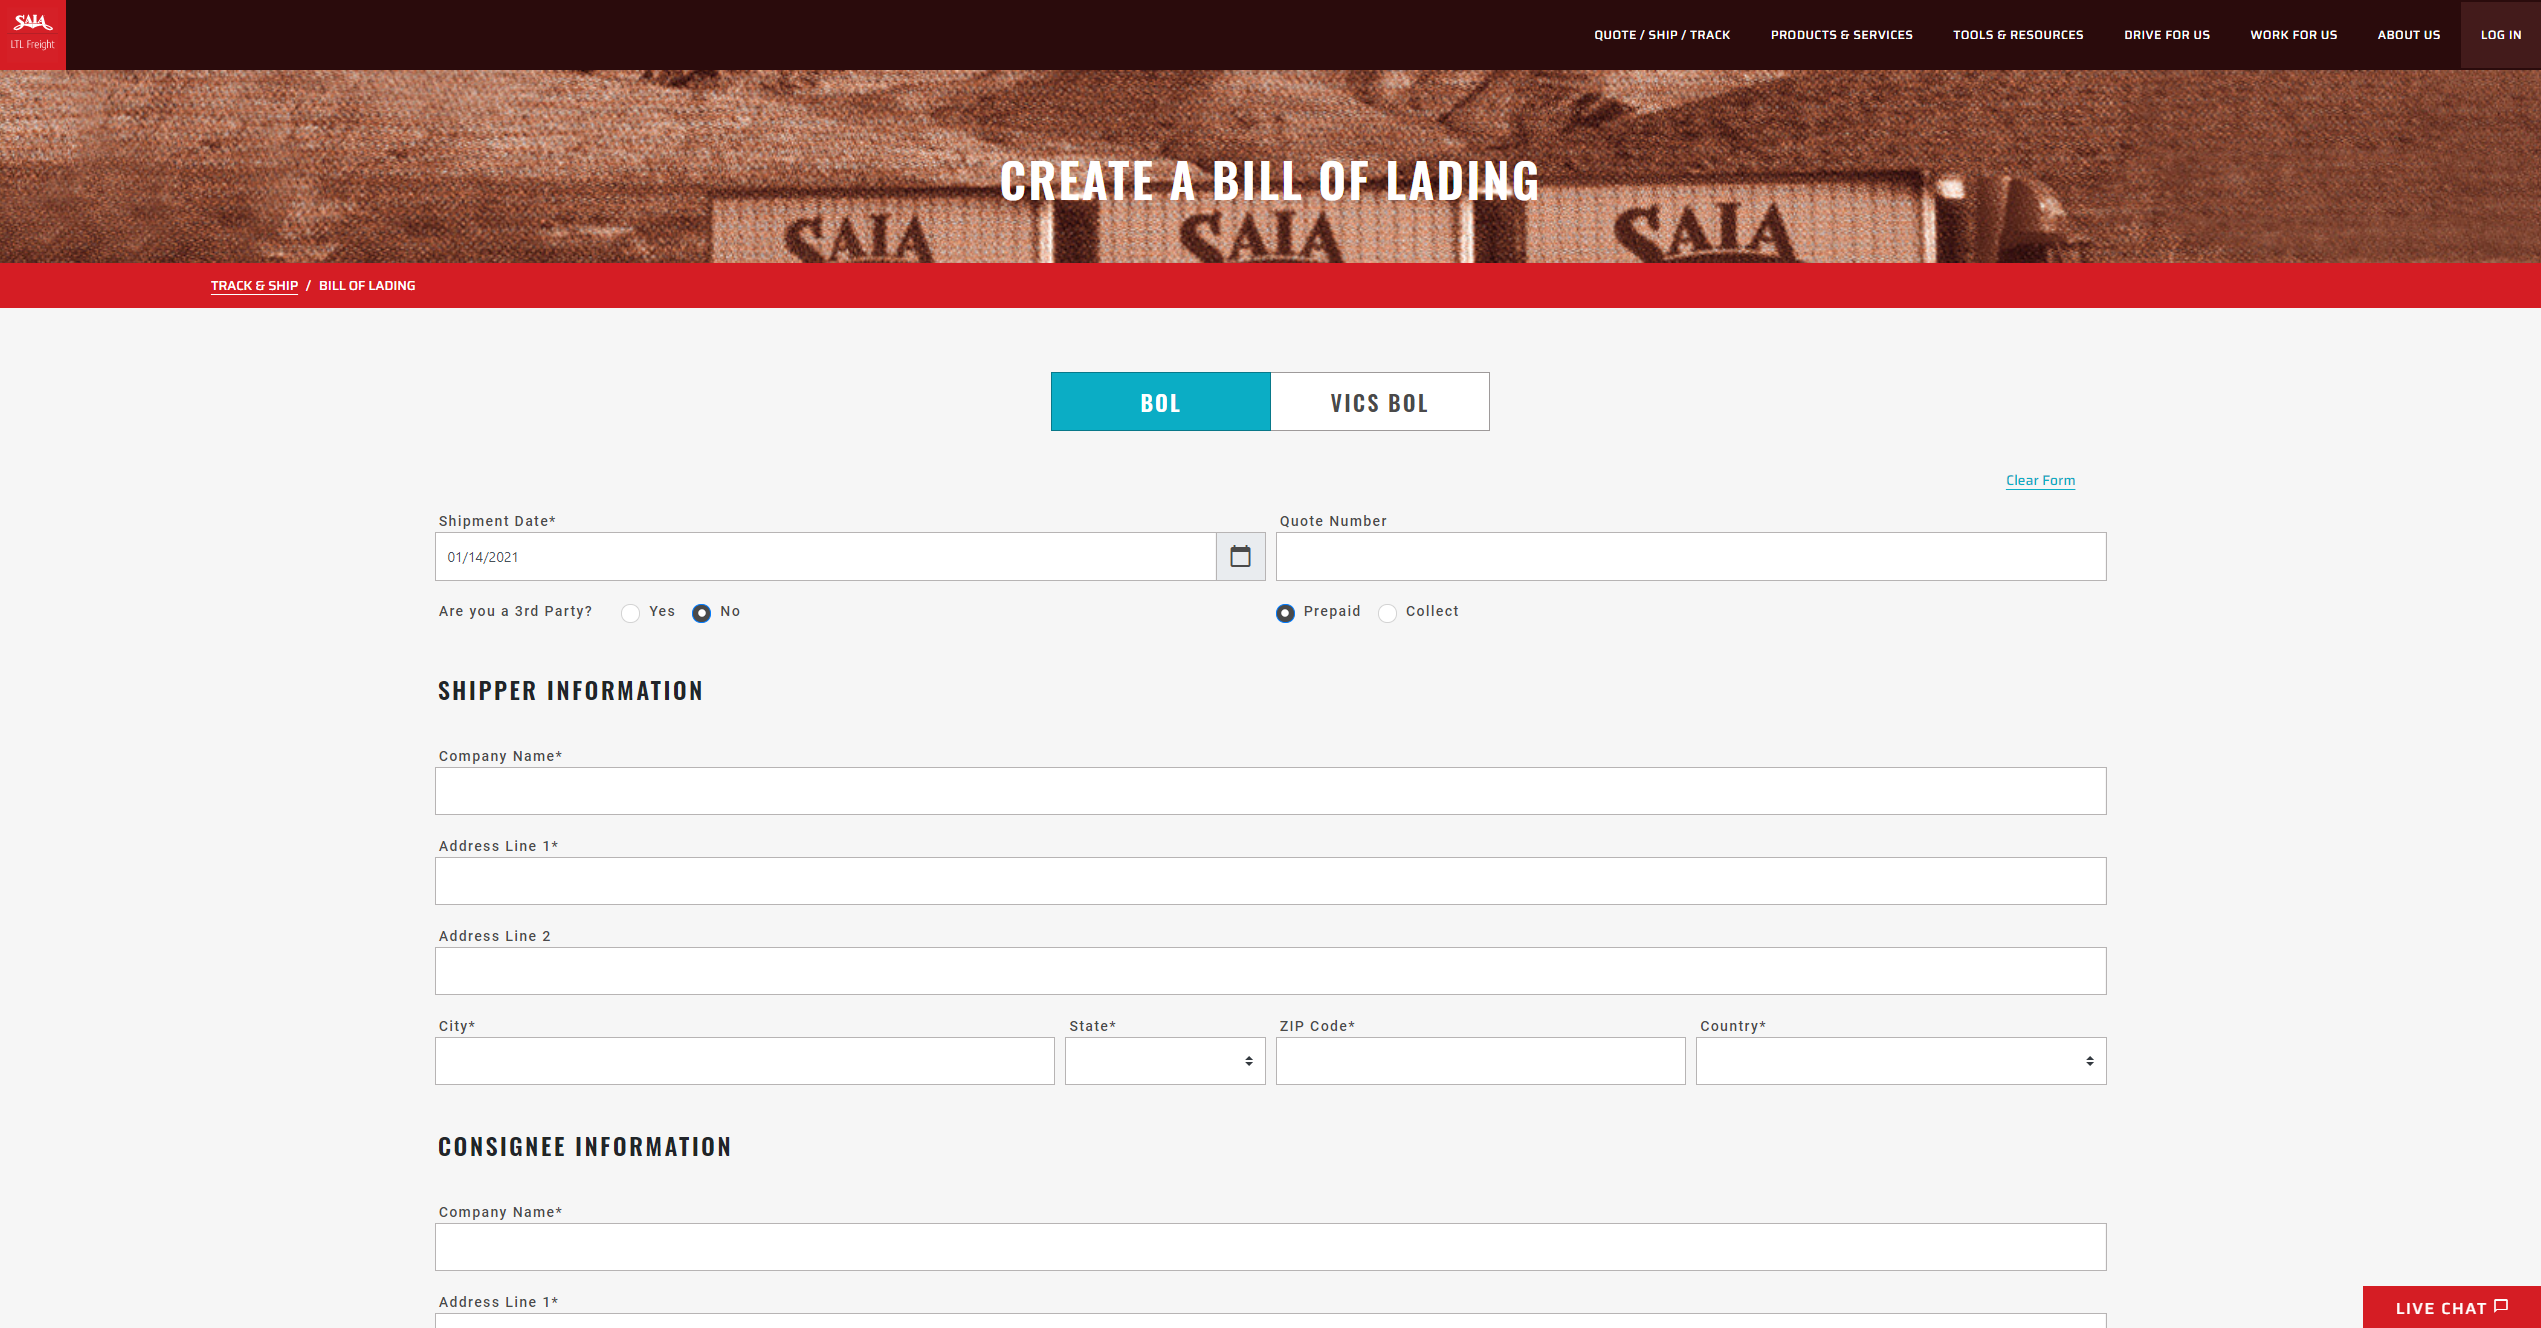 SAIA
LTL Freight
QUOTE / SHIP / TRACK
PRODUCTS & SERVICES
TOOLS & RESOURCES
DRIVE FOR US
WORK FOR US
ABOUT US
LOG IN
CREATE A BILL OF LADING
SAIA SAIA SAIA
TRACK & SHIP / BILL OF LADING
BOL
VICS BOL
Clear Form
Shipment Date*
Quote Number
01/14/2021
Are you a 3rd Party? Yes No
Prepaid Collect
SHIPPER INFORMATION
Company Name*
Address Line 1*
Address Line 2
City*
State*
ZIP Code*
Country*
CONSIGNEE INFORMATION
Company Name*
Address Line 1*
LIVE CHAT